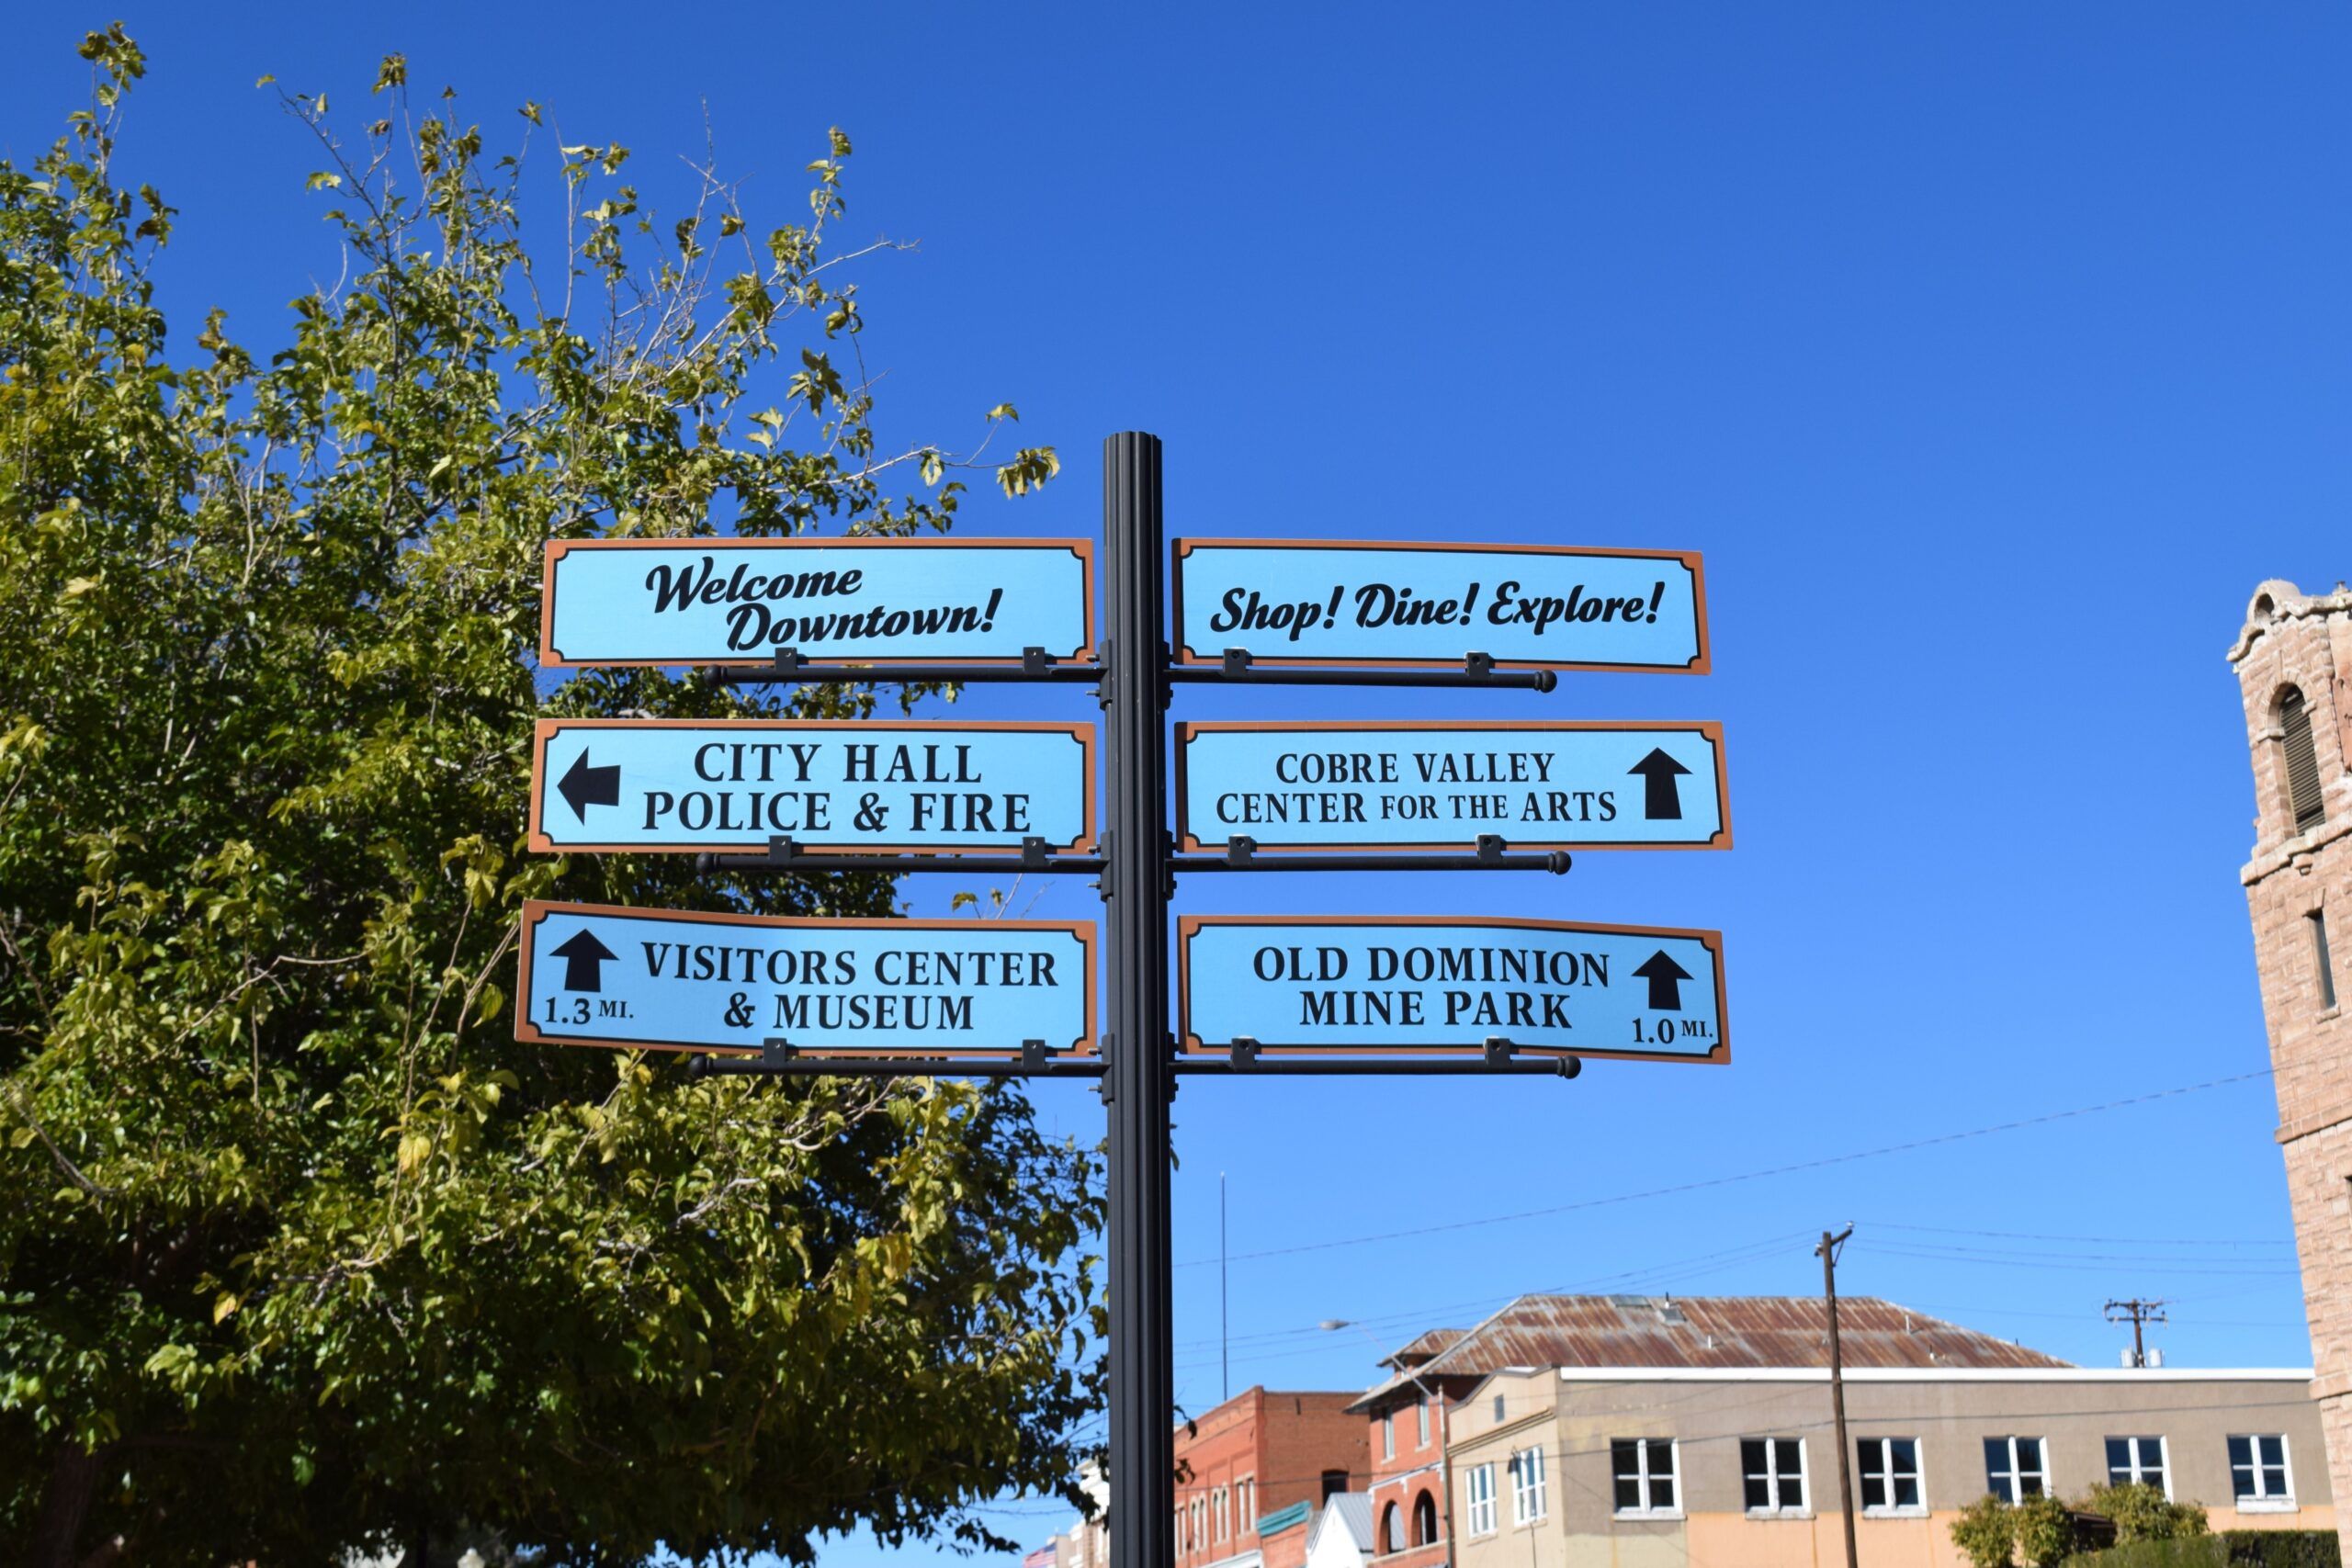 Welcome
Downtown!
Shop! Dine! Explore!
CITY HALL
POLICE & FIRE
COBRE VALLEY
CENTER FOR THE ARTS
VISITORS CENTER
& MUSEUM
1.3 MI.
OLD DOMINION
MINE PARK
1.0 MI.